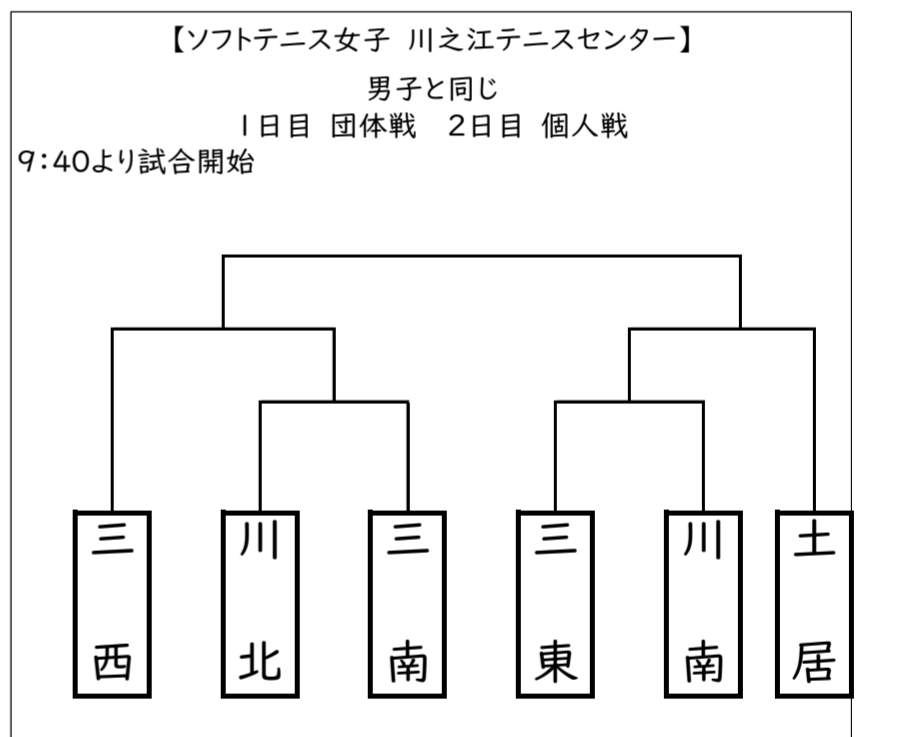 【ソフトテニス女子 川之江テニスセンター】
男子と同じ
1日目 団体戦　2日目 個人戦
9:40より試合開始
三西
川北
三南
三東
川南
土居